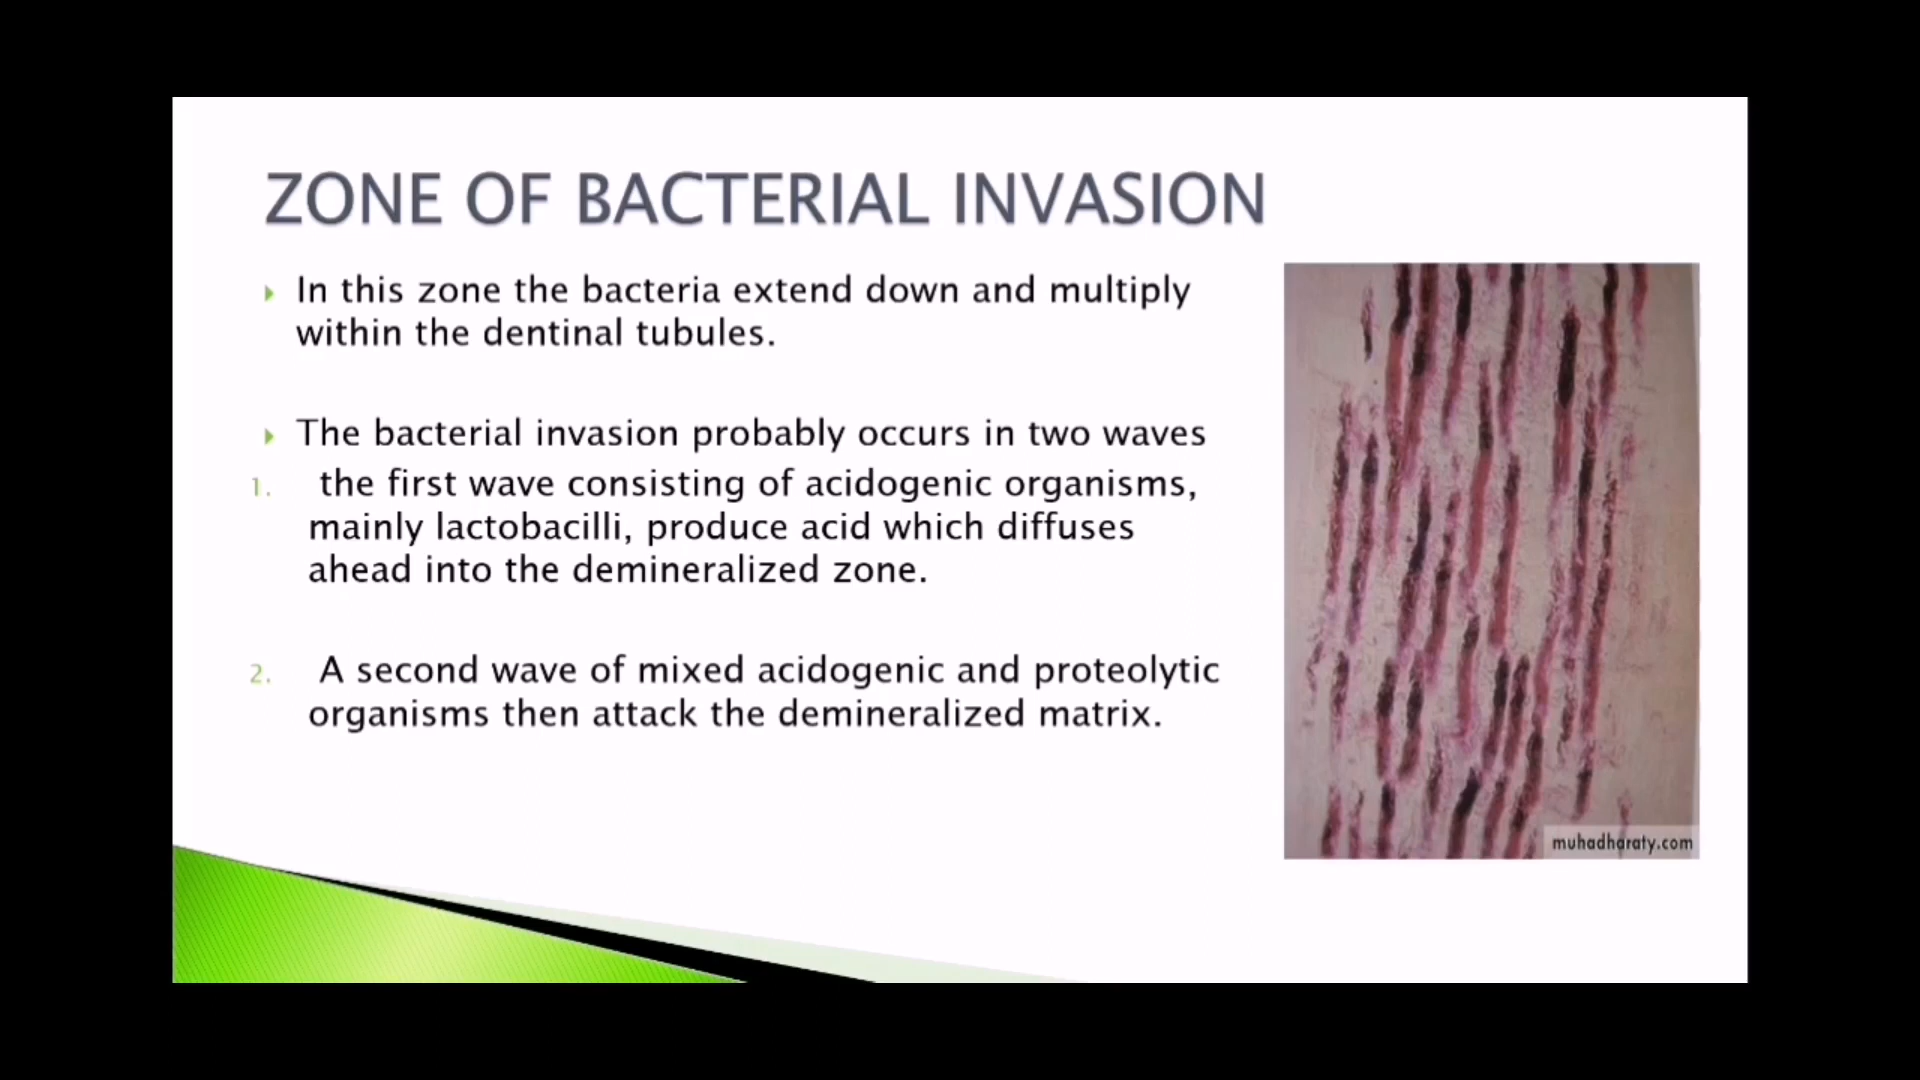 ZONE OF BACTERIAL INVASION
In this zone the bacteria extend down and multiply
within the dentinal tubules.
The bacterial invasion probably occurs in two waves
1. the first wave consisting of acidogenic organisms,
mainly lactobacilli, produce acid which diffuses
ahead into the demineralized zone.
2. A second wave of mixed acidogenic and proteolytic
organisms then attack the demineralized matrix.
muhadharaty.com